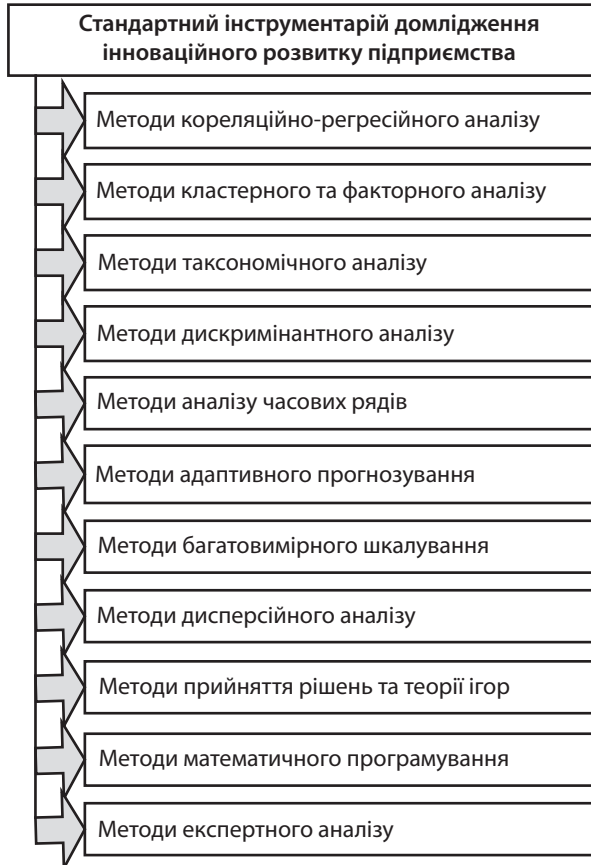 Стандартний інструментарій домлідження
інноваційного розвитку підприємства
Методи кореляційно-регресійного аналізу
Методи кластерного та факторного аналізу
Методи таксономічного аналізу
Методи дискримінантного аналізу
Методи аналізу часових рядів
Методи адаптивного прогнозування
Методи багатовимірного шкалування
Методи дисперсійного аналізу
Методи прийняття рішень та теорії ігор
Методи математичного програмування
Методи експертного аналізу